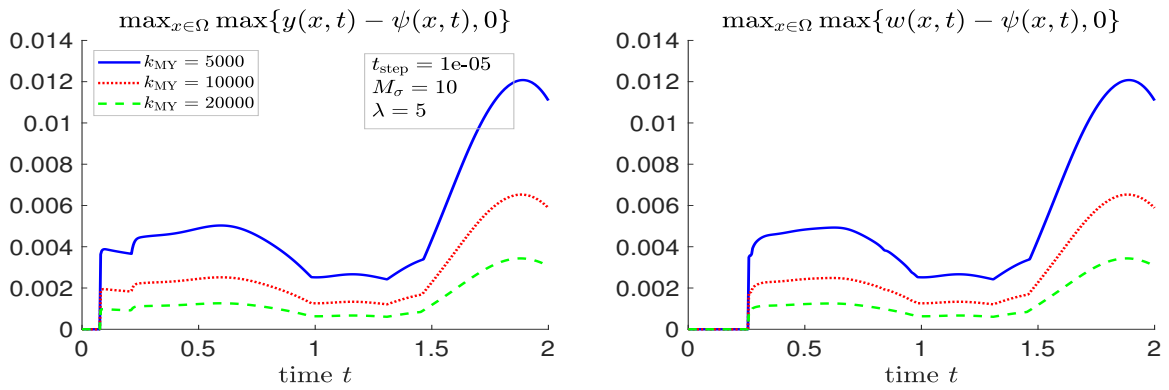 max_{x∈Ω} max{y(x, t) − ψ(x, t), 0}
0.014
0.012
0.01
0.008
0.006
0.004
0.002
0
k_MY = 5000
k_MY = 10000
k_MY = 20000
t_step = 1e-05
M_σ = 10
λ = 5
0 0.5 1 1.5 2
time t
max_{x∈Ω} max{w(x, t) − ψ(x, t), 0}
0.014
0.012
0.01
0.008
0.006
0.004
0.002
0
0 0.5 1 1.5 2
time t